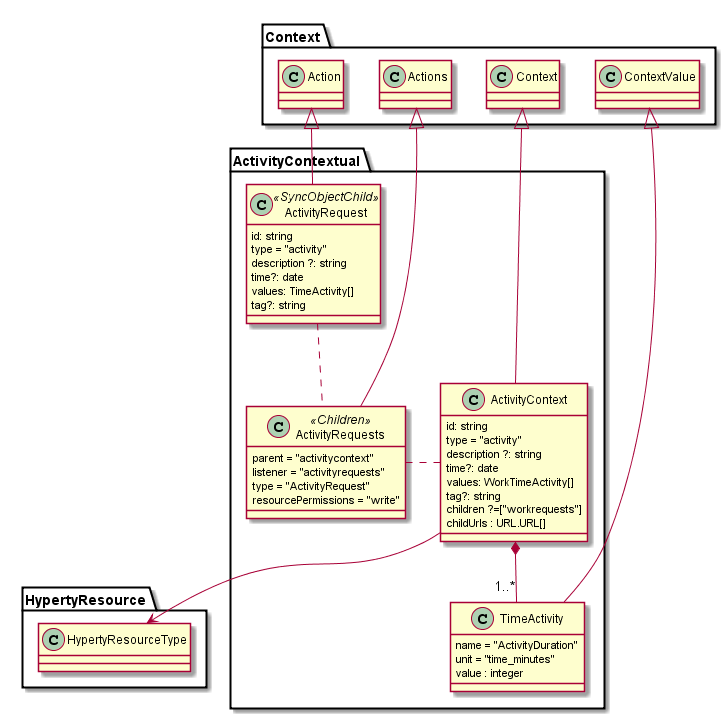 Context
C Action
C Actions
C Context
C ContextValue
ActivityContextual
C «SyncObjectChild»
ActivityRequest
id: string
type = "activity"
description ?: string
time?: date
values: TimeActivity[]
tag?: string
C «Children»
ActivityRequests
parent = "activitycontext"
listener = "activityrequests"
type = "ActivityRequest"
resourcePermissions = "write"
C ActivityContext
id: string
type = "activity"
description ?: string
time?: date
values: WorkTimeActivity[]
tag?: string
children ?=["workrequests"]
childUrls : URL.URL[]
1..*
HypertyResource
C HypertyResourceType
C TimeActivity
name = "ActivityDuration"
unit = "time_minutes"
value : integer